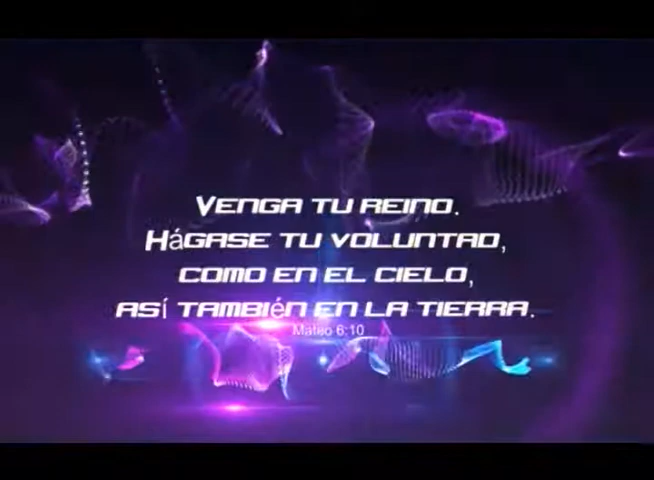 Venga tu reino.
Hágase tu voluntad,
como en el cielo,
así también en la tierra.
Mateo 6:10